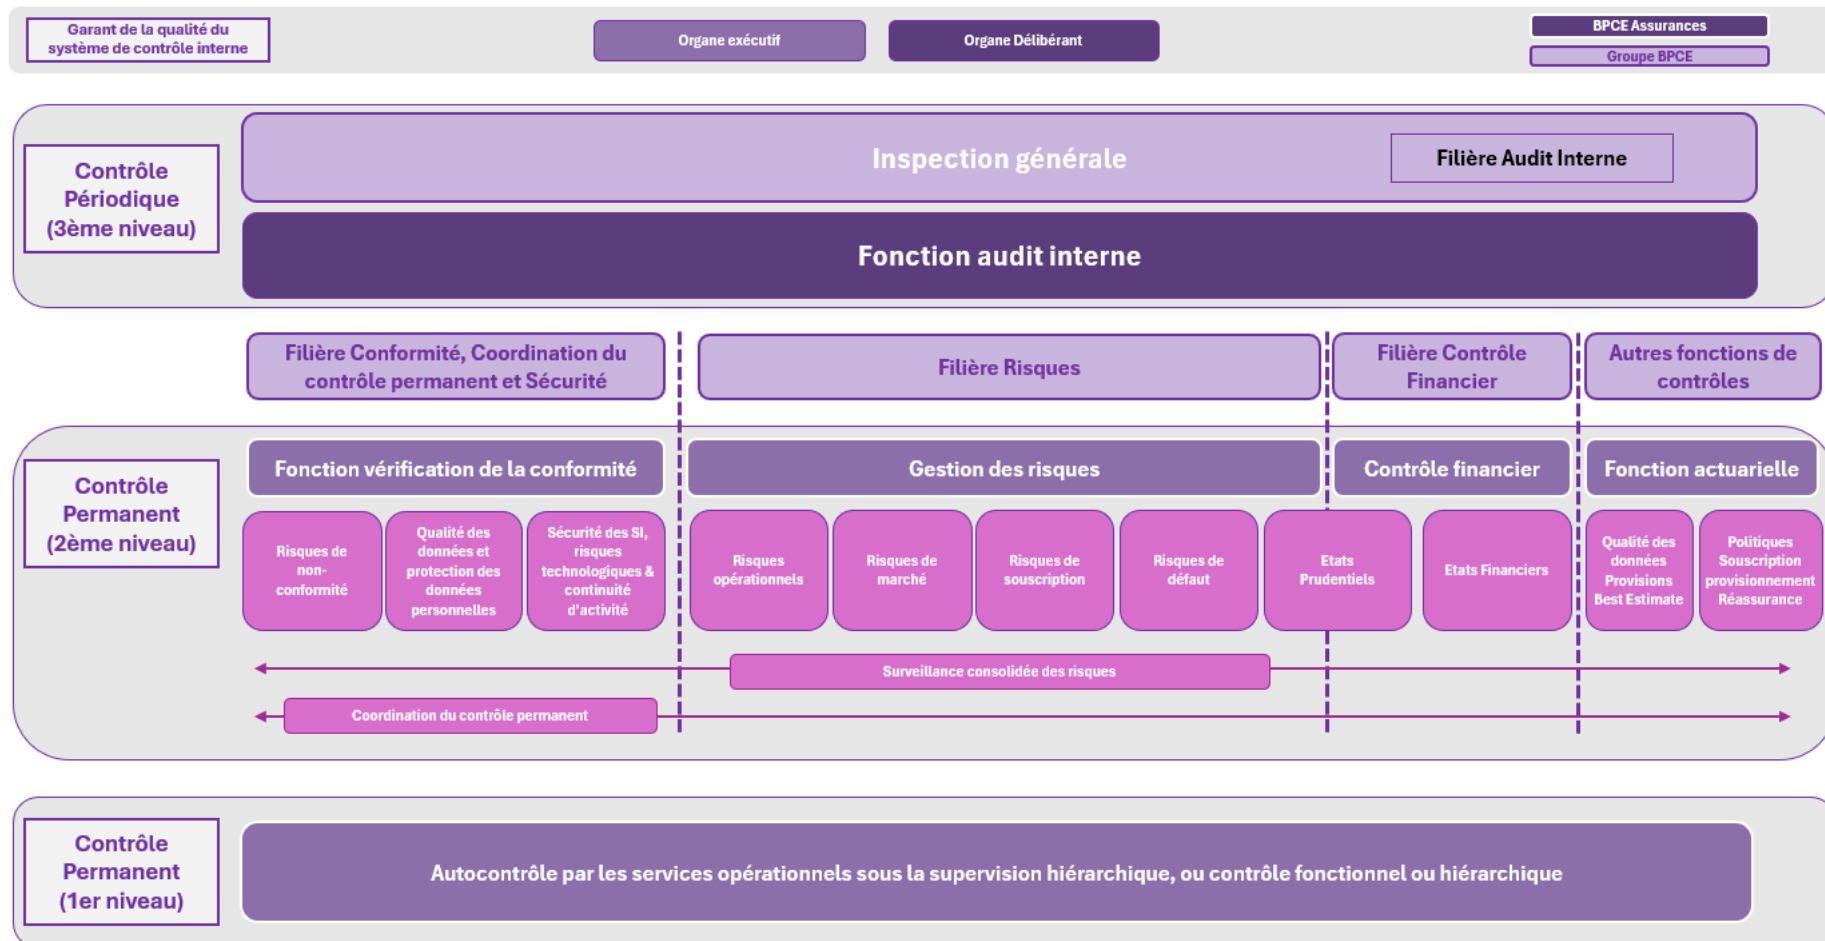 Garant de la qualité du
système de contrôle interne
Organe exécutif
Organe Délibérant
BPCE Assurances
Groupe BPCE
Contrôle
Périodique
(3ème niveau)
Inspection générale
Filière Audit Interne
Fonction audit interne
Filière Conformité, Coordination du
contrôle permanent et Sécurité
Filière Risques
Filière Contrôle
Financier
Autres fonctions de
contrôles
Contrôle
Permanent
(2ème niveau)
Fonction vérification de la conformité
Gestion des risques
Contrôle financier
Fonction actuarielle
Risques de
non-
conformité
Qualité des
données et
protection des
données
personnelles
Sécurité des SI,
risques
technologiques &
continuité
d'activité
Risques
opérationnels
Risques de
marché
Risques de
souscription
Risques de
défaut
Etats
Prudentiels
Etats Financiers
Qualité des
données
Provisions
Best Estimate
Politiques
Souscription
provisionnement
Réassurance
Surveillance consolidée des risques
Coordination du contrôle permanent
Contrôle
Permanent
(1er niveau)
Autocontrôle par les services opérationnels sous la supervision hiérarchique, ou contrôle fonctionnel ou hiérarchique